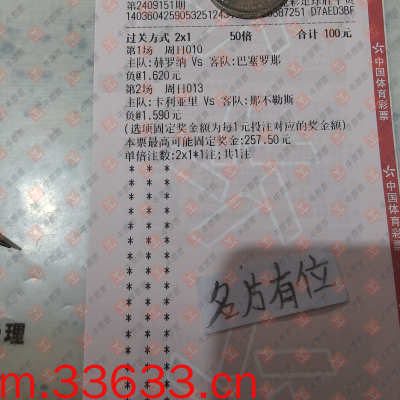 第2409151期
过关方式 2x1 50倍 合计 100元
第1场 周日010
主队:赫罗纳 Vs 客队:巴塞罗那
负@1.620元
第2场 周日013
主队:卡利亚里 Vs 客队:那不勒斯
负@1.590元
(选项固定奖金额为每1元投注对应的奖金额)
本票最高可能固定奖金:257.50元
单倍注数:2x1*1注;共1注
中国体育彩票
中国体育彩票
名片有位
理
m.33633.cn